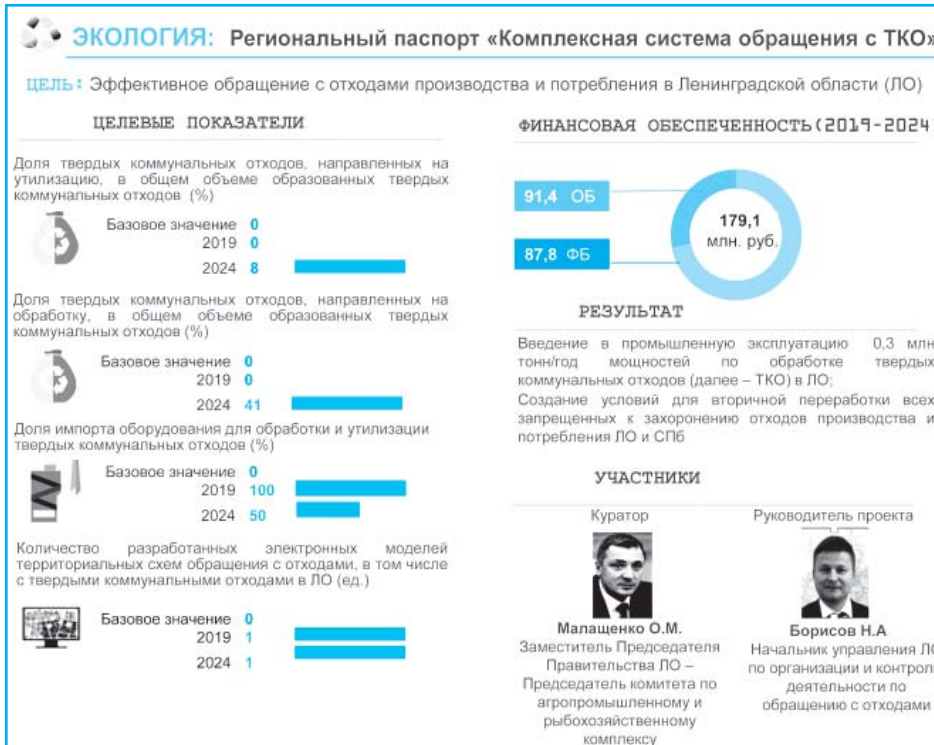 ЭКОЛОГИЯ: Региональный паспорт «Комплексная система обращения с ТКО»
ЦЕЛЬ: Эффективное обращение с отходами производства и потребления в Ленинградской области (ЛО)
ЦЕЛЕВЫЕ ПОКАЗАТЕЛИ
Доля твердых коммунальных отходов, направленных на
утилизацию, в общем объеме образованных твердых
коммунальных отходов (%)
Базовое значение 0
2019 0
2024 8
Доля твердых коммунальных отходов, направленных на
обработку, в общем объеме образованных твердых
коммунальных отходов (%)
Базовое значение 0
2019 0
2024 41
Доля импорта оборудования для обработки и утилизации
твердых коммунальных отходов (%)
Базовое значение 0
2019 100
2024 50
Количество разработанных электронных моделей
территориальных схем обращения с отходами, в том числе
с твердыми коммунальными отходами в ЛО (ед.)
Базовое значение 0
2019 1
2024 1
ФИНАНСОВАЯ ОБЕСПЕЧЕННОСТЬ(2019-2024)
91,4 ОБ
87,8 ФБ
179,1
млн. руб.
РЕЗУЛЬТАТ
Введение в промышленную эксплуатацию 0,3 млн
тонн/год мощностей по обработке твердых
коммунальных отходов (далее – ТКО) в ЛО;
Создание условий для вторичной переработки всех
запрещенных к захоронению отходов производства и
потребления ЛО и СПб
УЧАСТНИКИ
Куратор
Малащенко О.М.
Заместитель Председателя
Правительства ЛО –
Председатель комитета по
агропромышленному и
рыбохозяйственному
комплексу
Руководитель проекта
Борисов Н.А
Начальник управления ЛО
по организации и контролю
деятельности по
обращению с отходами